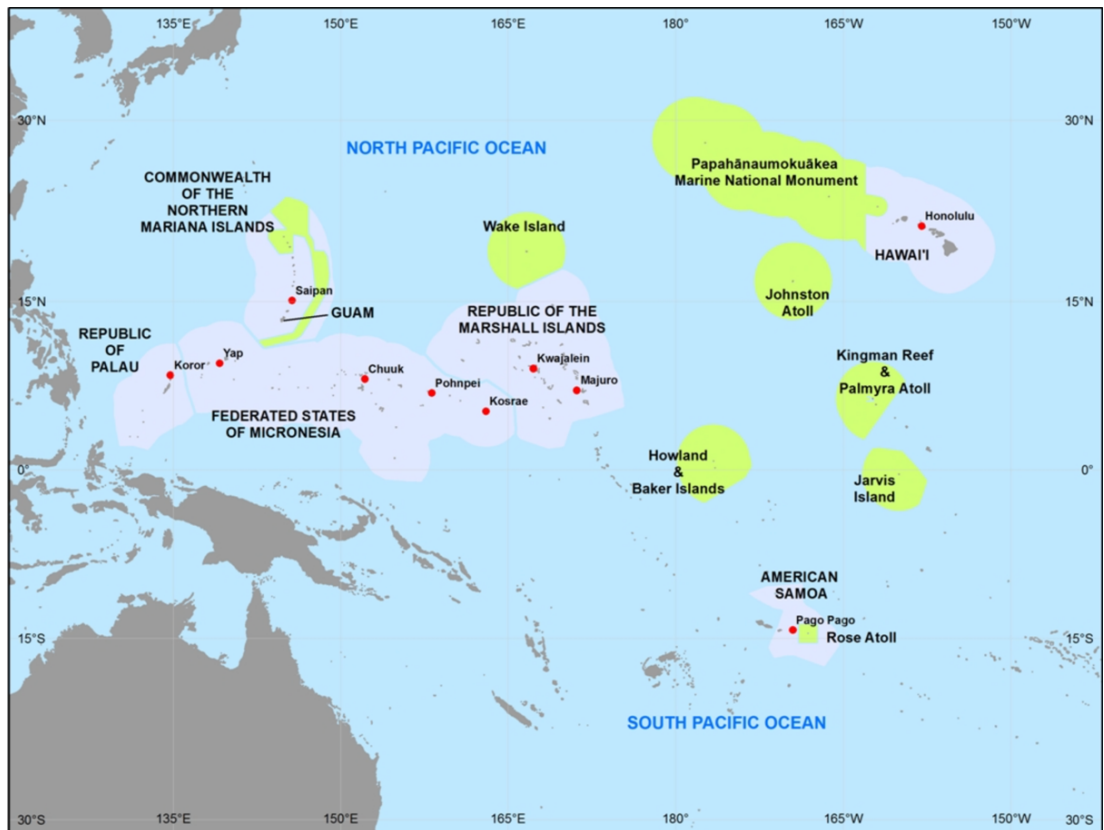 135°E
150°E
165°E
180°
165°W
150°W
30°N
30°N
NORTH PACIFIC OCEAN
COMMONWEALTH
OF THE
NORTHERN
MARIANA ISLANDS
Papahānaumokuākea
Marine National Monument
Wake Island
Honolulu
HAWAI'I
Saipan
GUAM
15°N
15°N
Johnston
Atoll
REPUBLIC OF THE
MARSHALL ISLANDS
REPUBLIC
OF
PALAU
Koror
Yap
Chuuk
Pohnpei
Kosrae
Kwajalein
Majuro
Kingman Reef
&
Palmyra Atoll
FEDERATED STATES
OF MICRONESIA
Howland
&
Baker Islands
Jarvis
Island
0°
0°
AMERICAN
SAMOA
Pago Pago
Rose Atoll
15°S
15°S
SOUTH PACIFIC OCEAN
30°S
135°E
150°E
165°E
180°
165°W
150°W
30°S